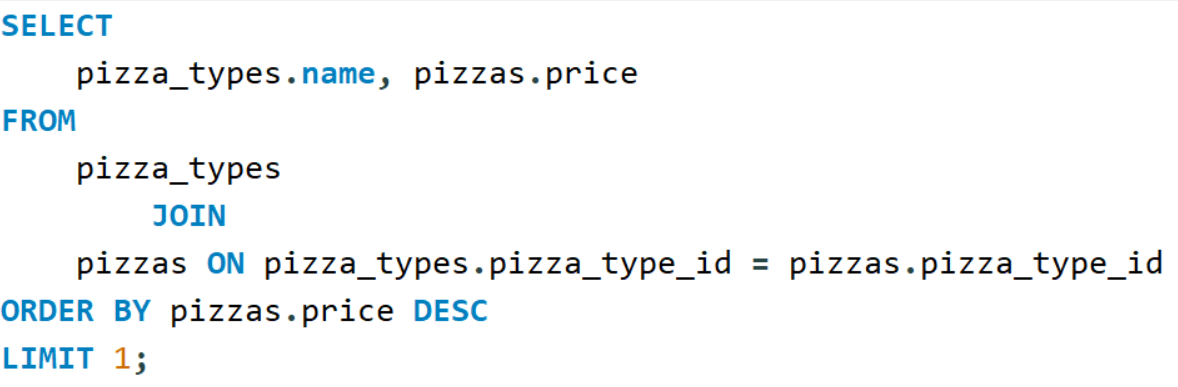 SELECT
    pizza_types.name, pizzas.price
FROM
    pizza_types
        JOIN
    pizzas ON pizza_types.pizza_type_id = pizzas.pizza_type_id
ORDER BY pizzas.price DESC
LIMIT 1;